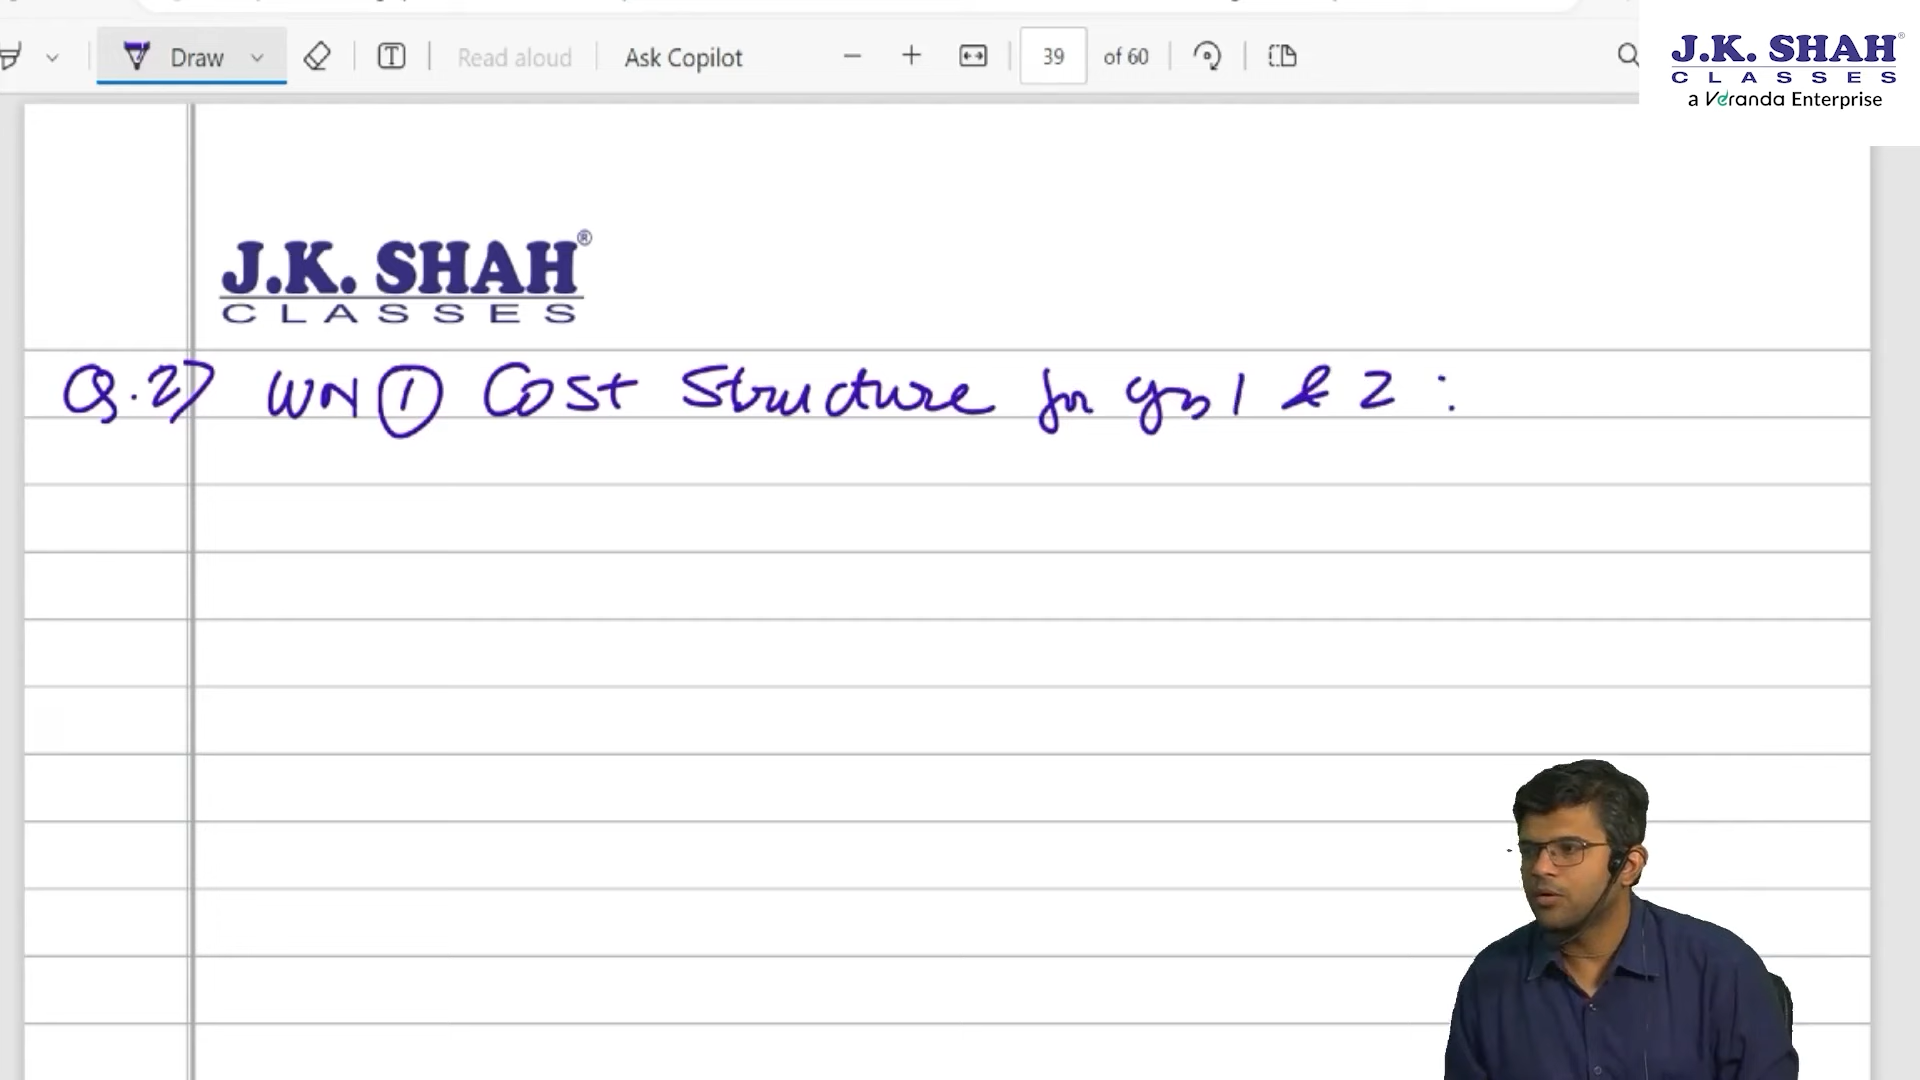 Draw
Read aloud
Ask Copilot
39 of 60
J.K. SHAH®
CLASSES
a Veranda Enterprise
J.K. SHAH®
CLASSES
Q.2) WN ① Cost Structure for yrs 1 & 2 :